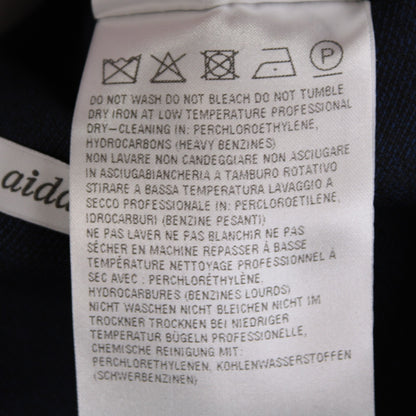 P
DO NOT WASH DO NOT BLEACH DO NOT TUMBLE
DRY IRON AT LOW TEMPERATURE PROFESSIONAL
DRY-CLEANING IN: PERCHLOROETHYLENE,
HYDROCARBONS (HEAVY BENZINES)
NON LAVARE NON CANDEGGIARE NON ASCIUGARE
IN ASCIUGABIANCHERIA A TAMBURO ROTATIVO
STIRARE A BASSA TEMPERATURA LAVAGGIO A
SECCO PROFESSIONALE IN: PERCLOROETILENE,
IDROCARBURI (BENZINE PESANTI)
NE PAS LAVER NE PAS BLANCHIR NE PAS
SÉCHER EN MACHINE REPASSER À BASSE
TEMPÉRATURE NETTOYAGE PROFESSIONNEL À
SEC AVEC : PERCHLORÉTHYLÈNE,
HYDROCARBURES (BENZINES LOURDS)
NICHT WASCHEN NICHT BLEICHEN NICHT IM
TROCKNER TROCKNEN BEI NIEDRIGER
TEMPERATUR BÜGELN PROFESSIONELLE,
CHEMISCHE REINIGUNG MIT:
PERCHLORETHYLENEN, KOHLENWASSERSTOFFEN
(SCHWERBENZINEN)
aida